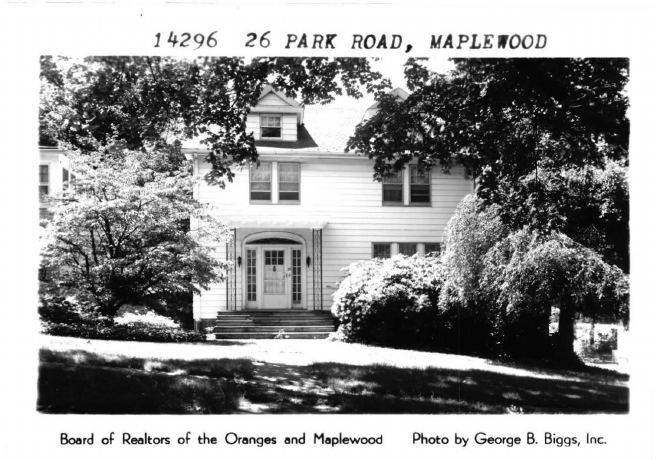 14296 26 PARK ROAD, MAPLEWOOD
Board of Realtors of the Oranges and Maplewood Photo by George B. Biggs, Inc.